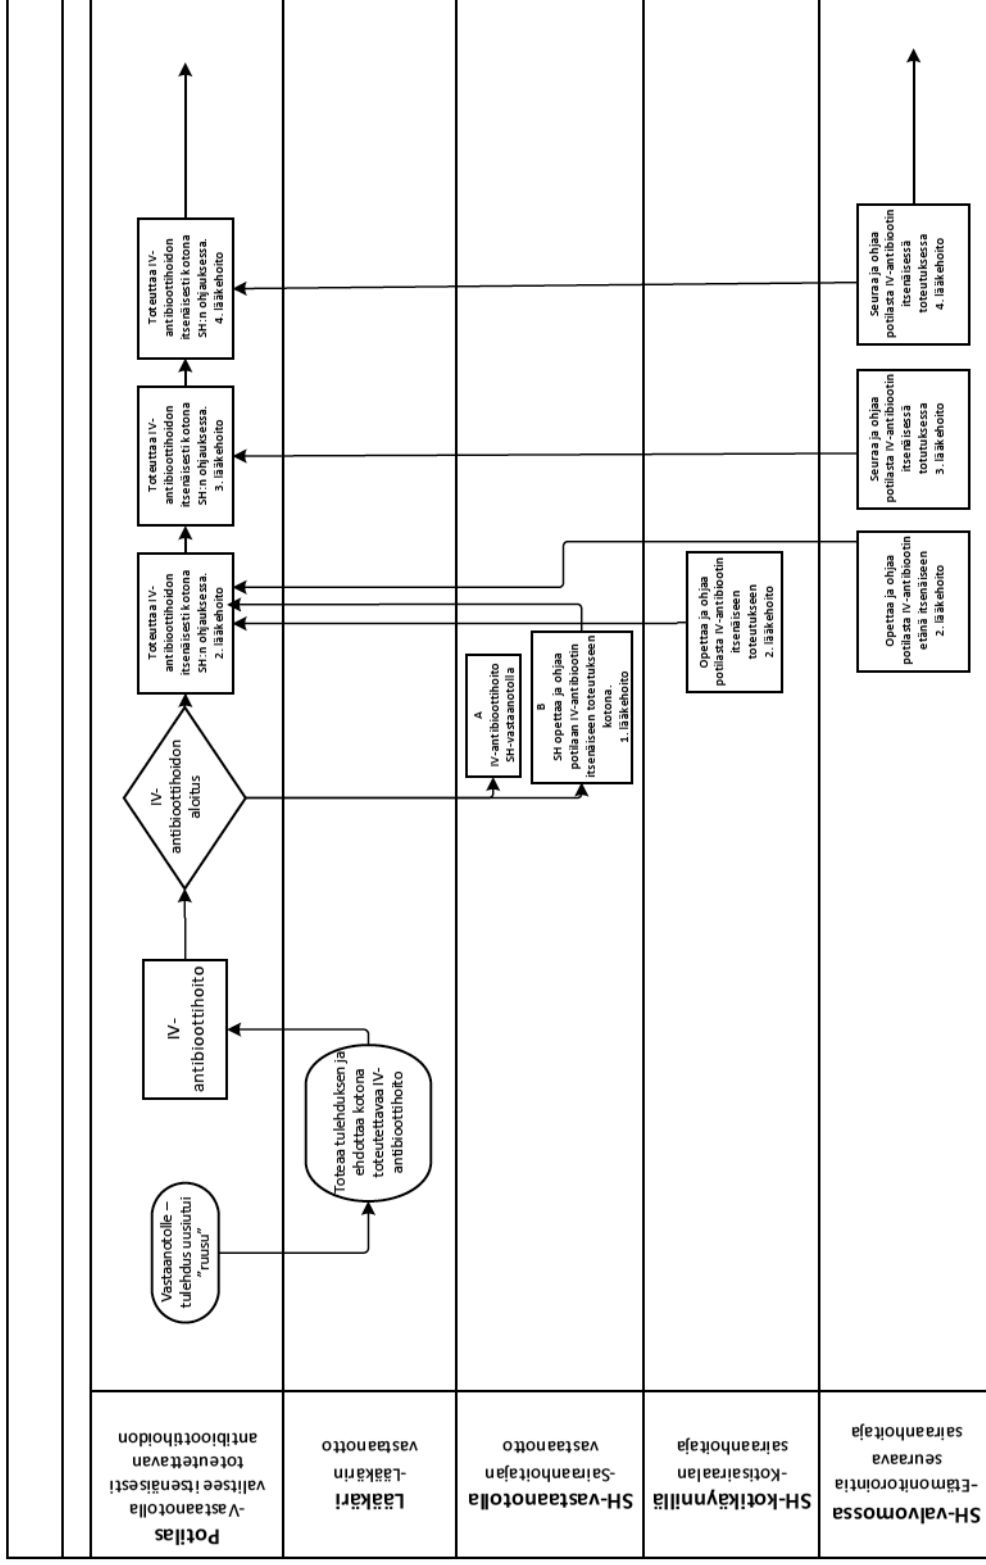 Potilas
-Vastaanotolla
valitsee itsenäisesti
toteutettavan
antibioottihoidon
Vastaanotolle –
tulehdus uusiutui
”ruusu”
IV-
antibioottihoito
IV-
antibioottihoidon
aloitus
Toteuttaa IV-
antibioottihoidon
itsenäisesti kotona
SH:n ohjauksessa.
2. lääkehoito
Toteuttaa IV-
antibioottihoidon
itsenäisesti kotona
SH:n ohjauksessa.
3. lääkehoito
Toteuttaa IV-
antibioottihoidon
itsenäisesti kotona
SH:n ohjauksessa.
4. lääkehoito
Lääkäri
-Lääkärin
vastaanotto
Toteaa tulehduksen ja
ehdottaa kotona
toteutettavaa IV-
antibioottihoito
SH-vastaanotolla
-Sairaanhoitajan
vastaanotto
A
IV-antibioottihoito
SH-vastaanotolla
B
SH opettaa ja ohjaa
potilaan IV-antibiootin
itsenäiseen toteutukseen
kotona.
1. lääkehoito
SH-kotikäynnillä
-Kotisairaalan
sairaanhoitaja
Opettaa ja ohjaa
potilasta IV-antibiootin
itsenäiseen
toteutukseen
2. lääkehoito
SH-valvomossa
-Etämonitorointia
seuraava
sairaanhoitaja
Opettaa ja ohjaa
potilasta IV-antibiootin
etänä itsenäiseen
2. lääkehoito
Seuraa ja ohjaa
potilasta IV-antibiootin
itsenäisessä
totutuksessa
3. lääkehoito
Seuraa ja ohjaa
potilasta IV-antibiootin
itsenäisessä
toteutuksessa
4. lääkehoito